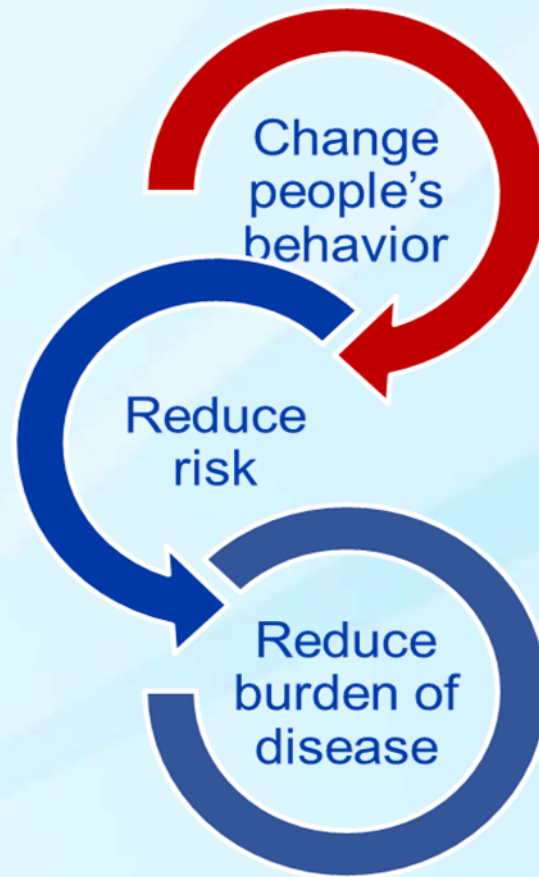 Change
people’s
behavior
Reduce
risk
Reduce
burden of
disease